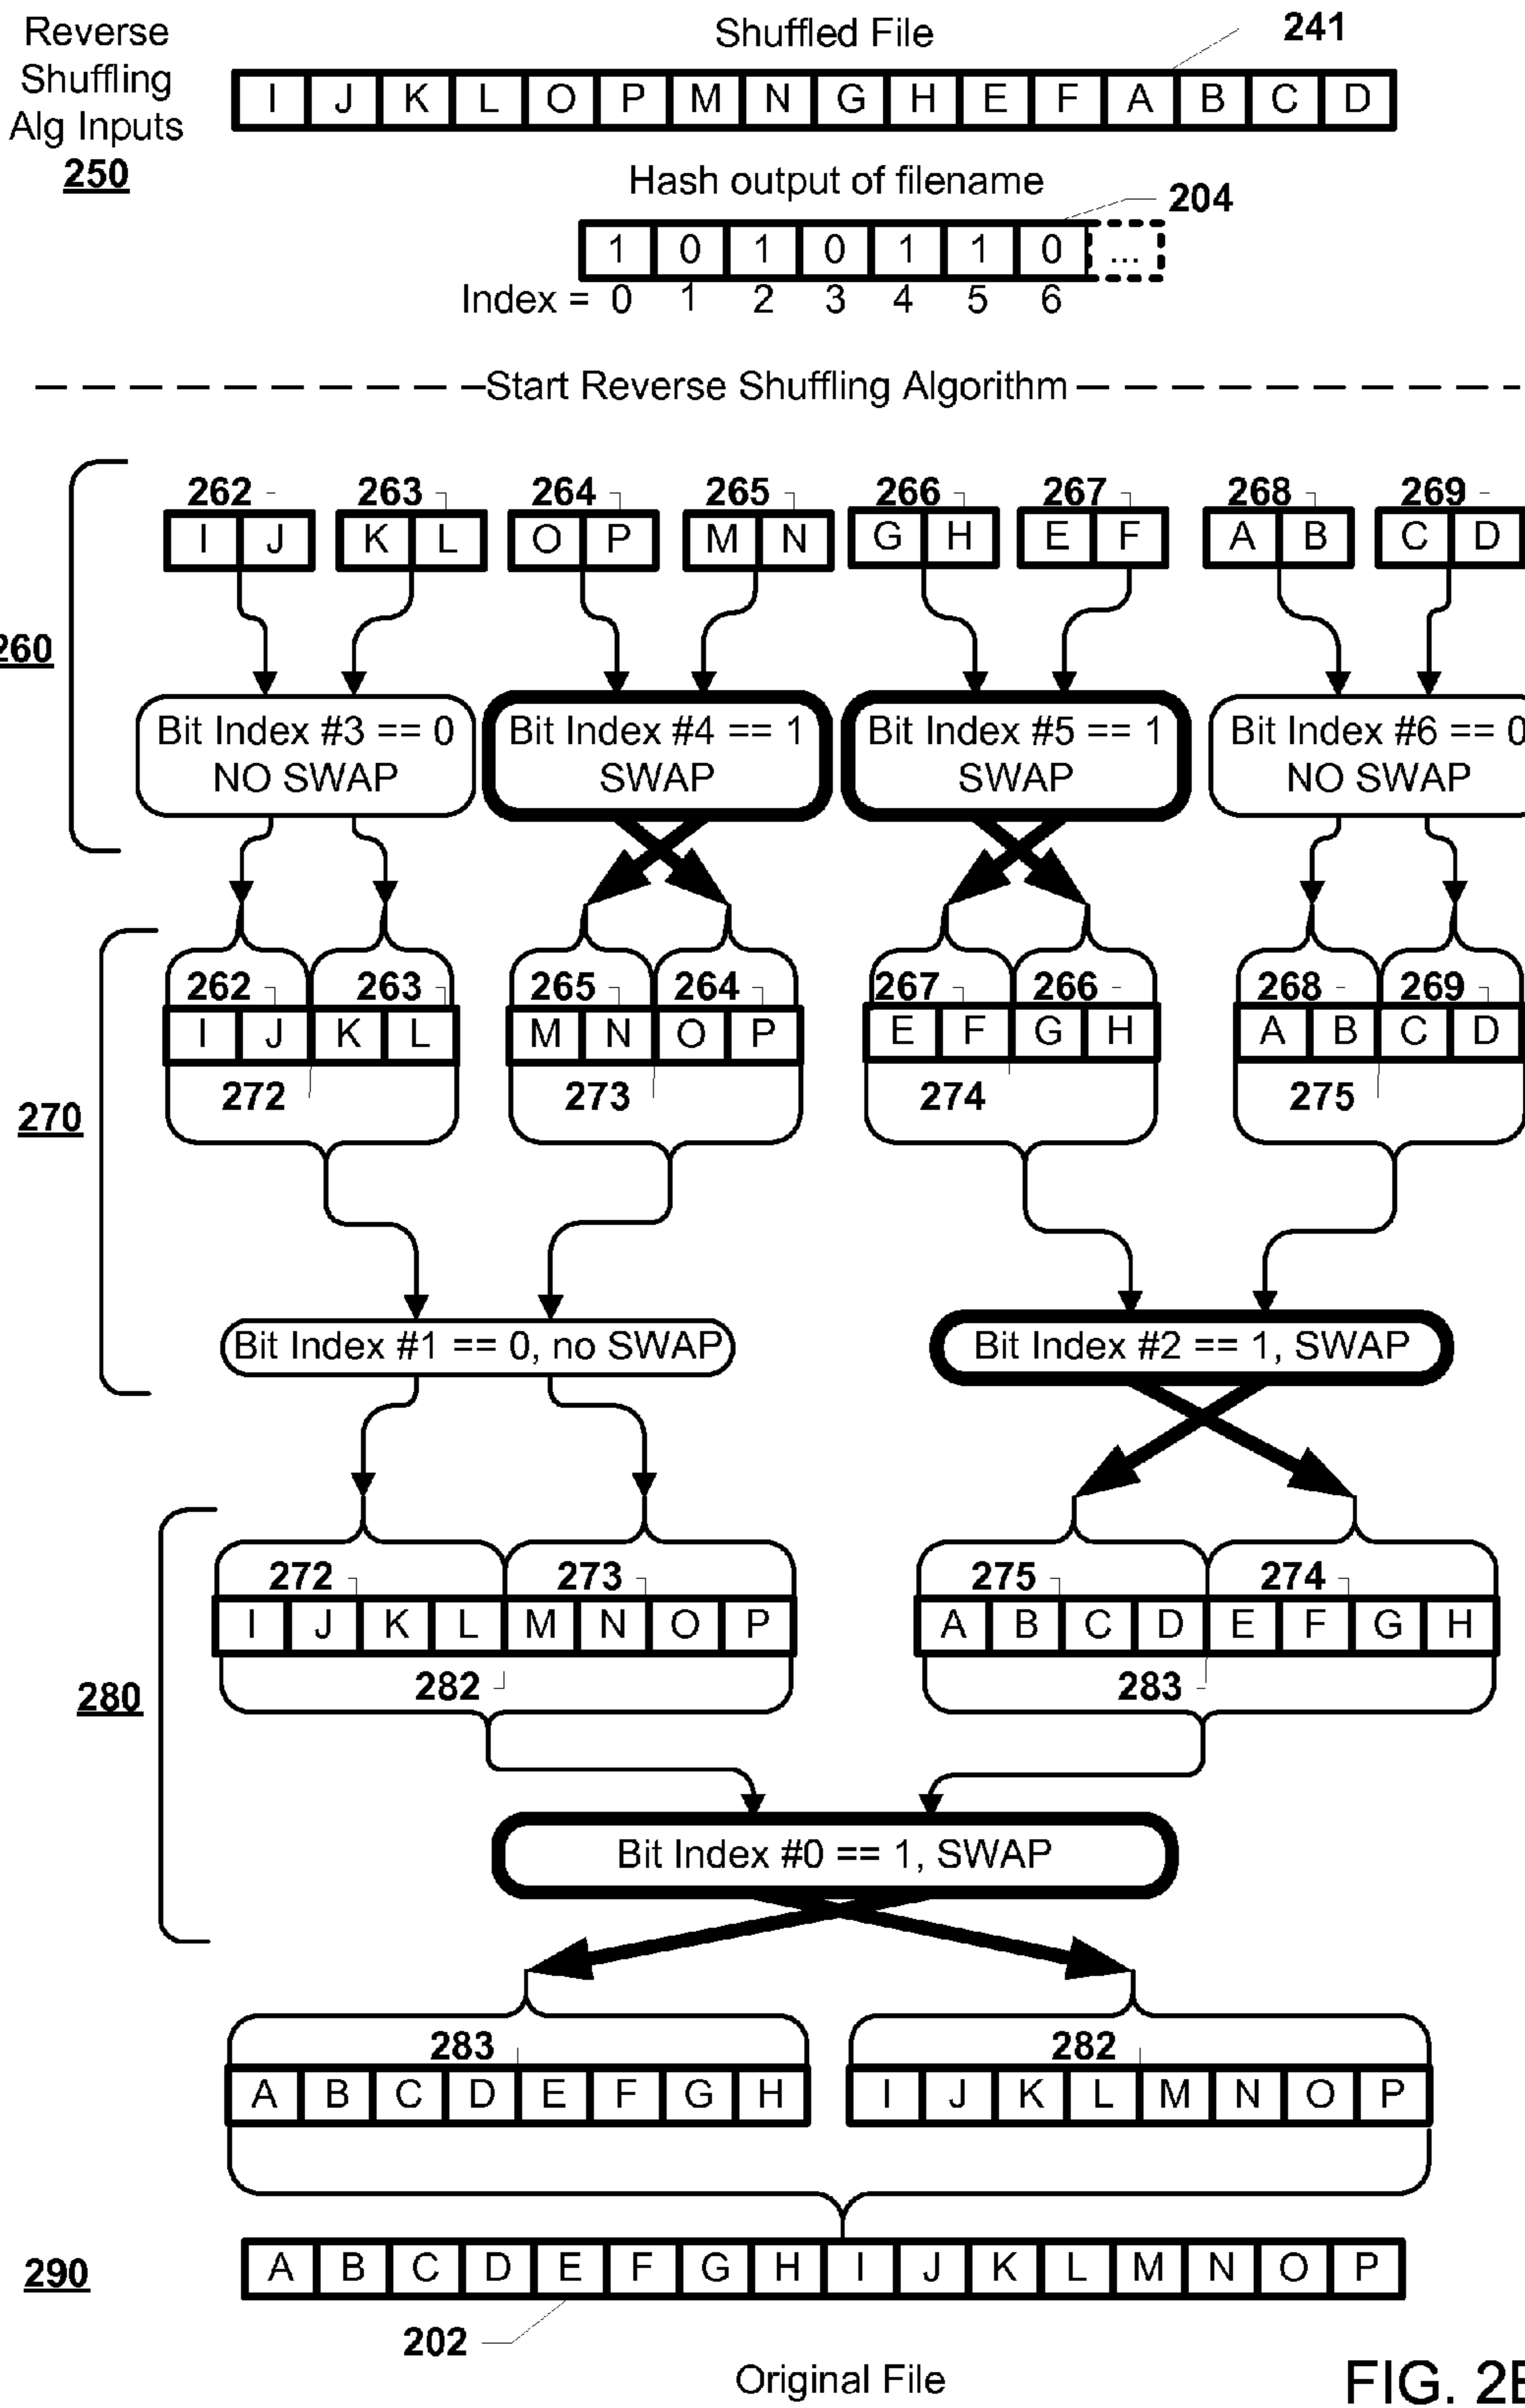 Reverse
Shuffling
Alg Inputs
250
Shuffled File
241
I J K L O P M N G H E F A B C D
Hash output of filename
204
1 0 1 0 1 1 0 ...
Index = 0 1 2 3 4 5 6
Start Reverse Shuffling Algorithm
262 263 264 265 266 267 268 269
I J K L O P M N G H E F A B C D
260
Bit Index #3 == 0
NO SWAP
Bit Index #4 == 1
SWAP
Bit Index #5 == 1
SWAP
Bit Index #6 == 0
NO SWAP
262 263 265 264 267 266 268 269
I J K L M N O P E F G H A B C D
272 273 274 275
270
Bit Index #1 == 0, no SWAP
Bit Index #2 == 1, SWAP
272 273 275 274
I J K L M N O P A B C D E F G H
282 283
280
Bit Index #0 == 1, SWAP
283 282
A B C D E F G H I J K L M N O P
290
A B C D E F G H I J K L M N O P
202
Original File
FIG. 2B